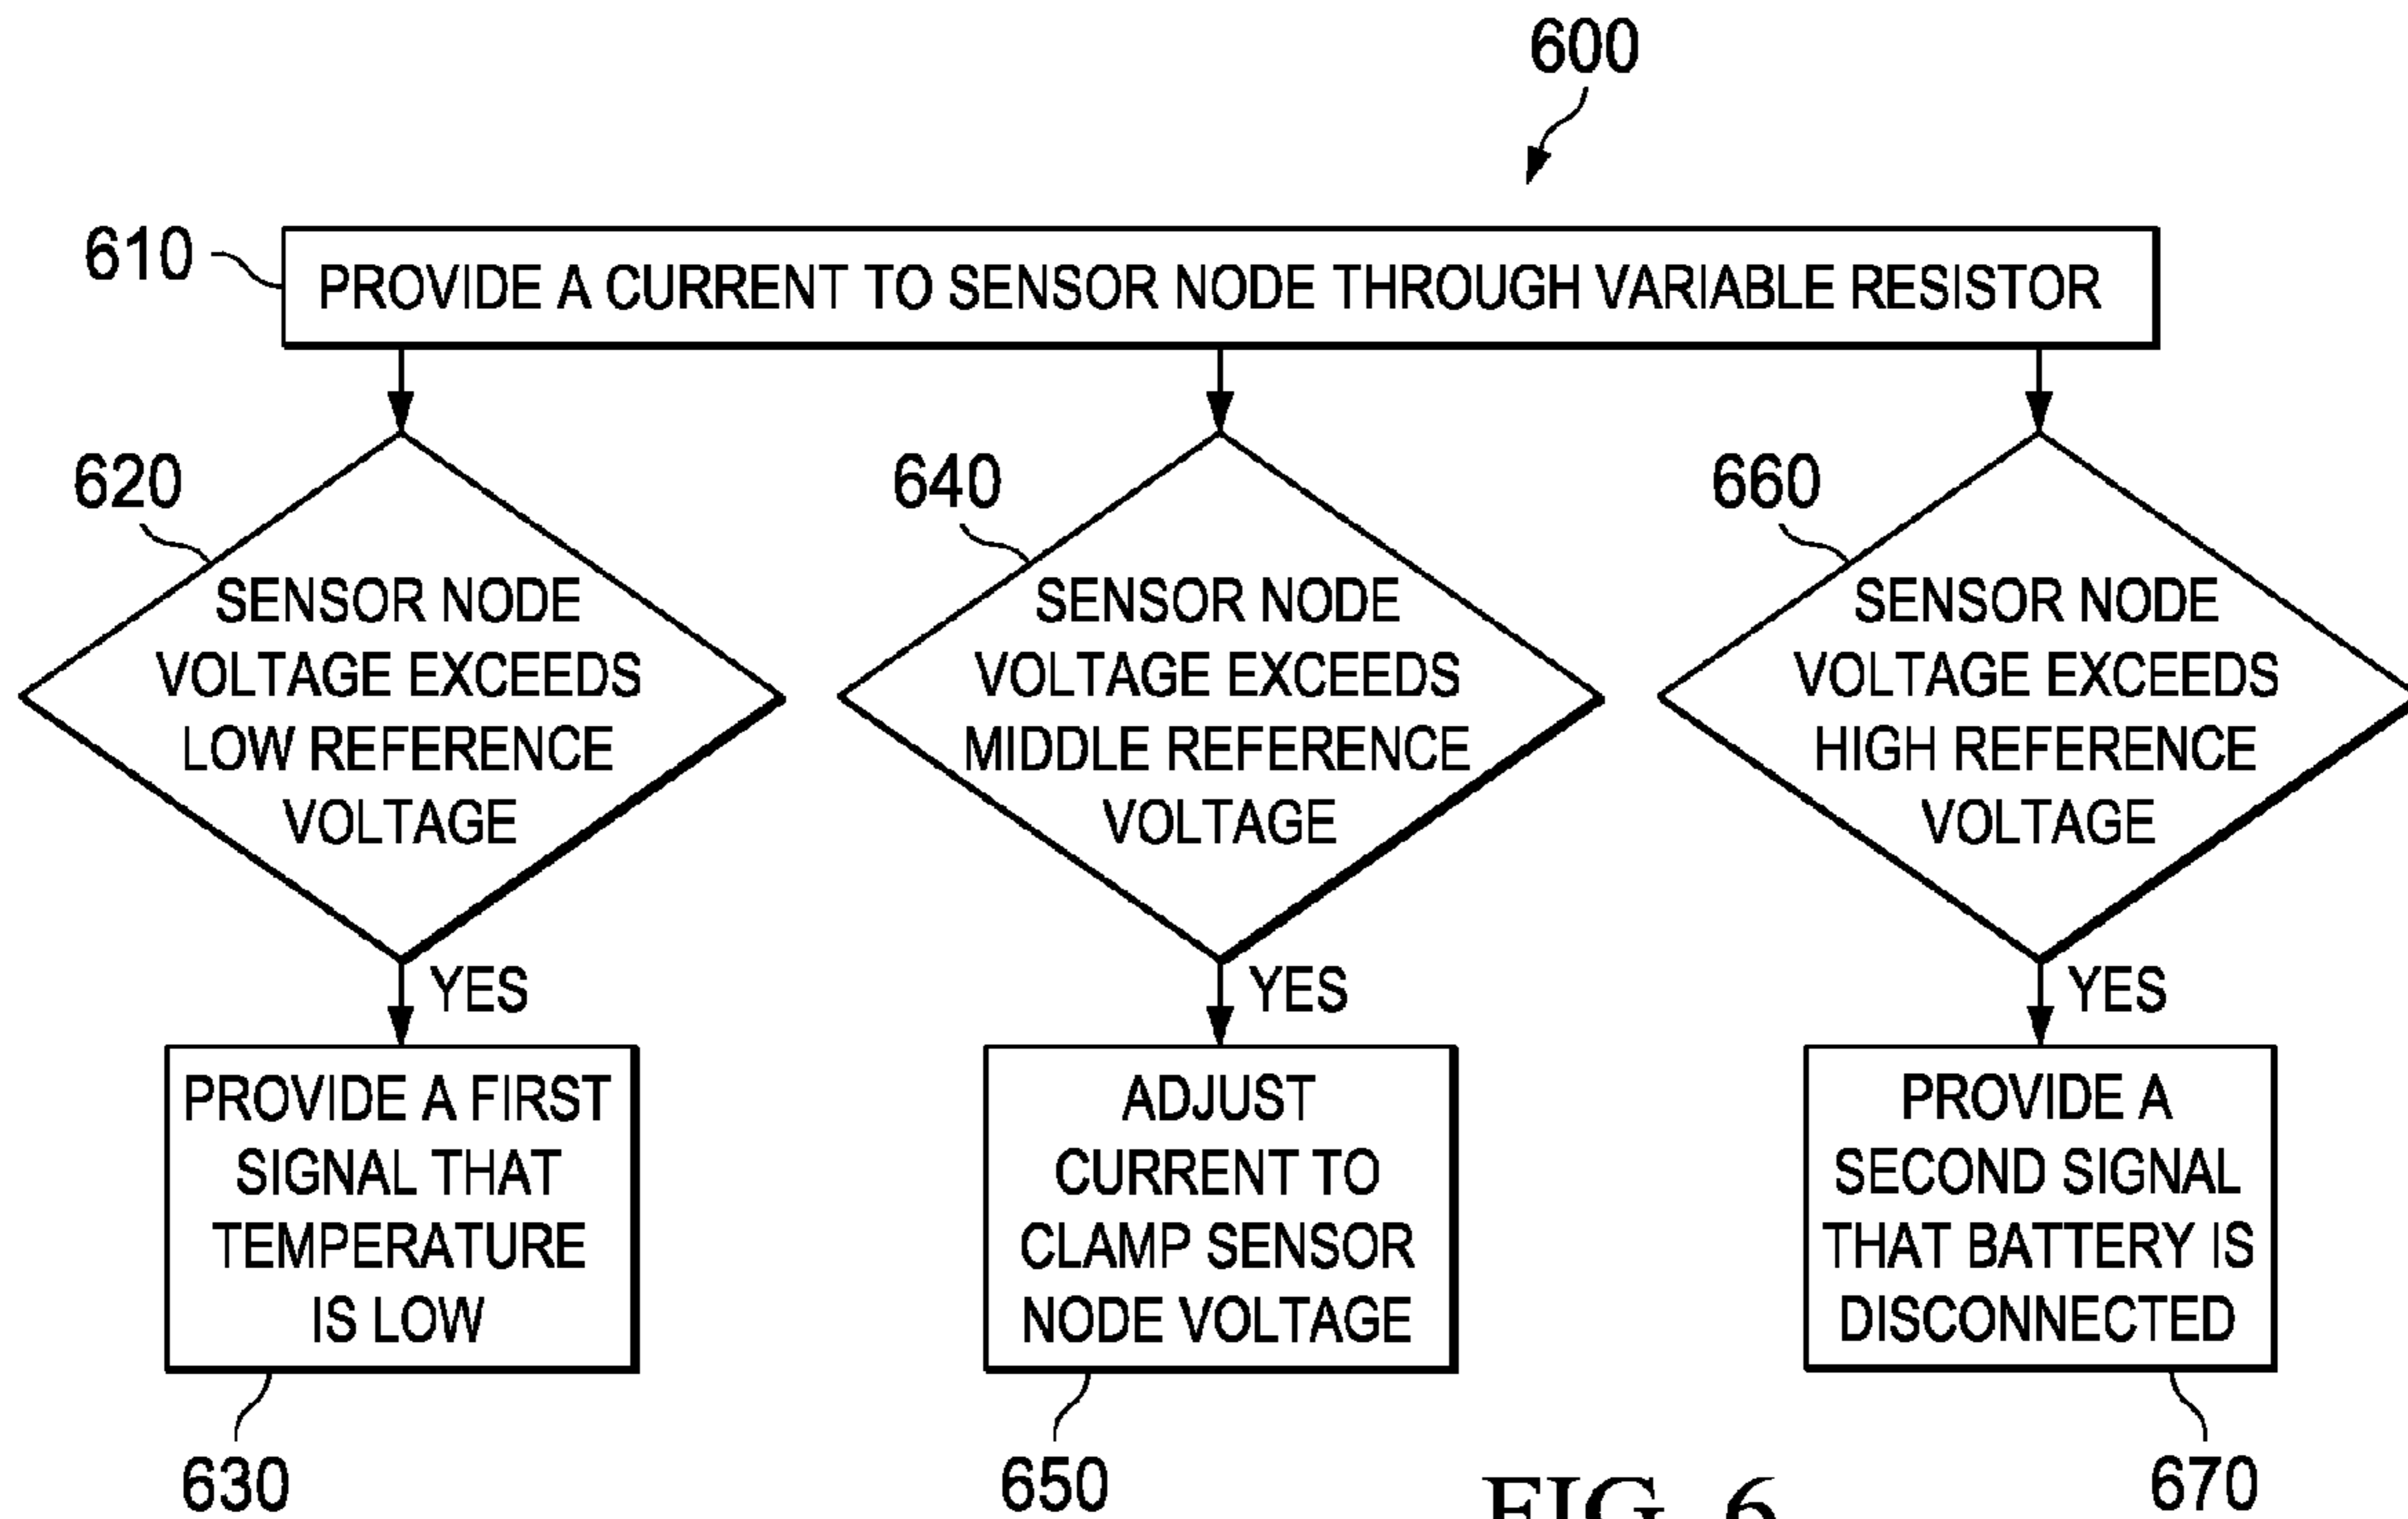 600
610
PROVIDE A CURRENT TO SENSOR NODE THROUGH VARIABLE RESISTOR
620
SENSOR NODE
VOLTAGE EXCEEDS
LOW REFERENCE
VOLTAGE
YES
PROVIDE A FIRST
SIGNAL THAT
TEMPERATURE
IS LOW
630
640
SENSOR NODE
VOLTAGE EXCEEDS
MIDDLE REFERENCE
VOLTAGE
YES
ADJUST
CURRENT TO
CLAMP SENSOR
NODE VOLTAGE
650
660
SENSOR NODE
VOLTAGE EXCEEDS
HIGH REFERENCE
VOLTAGE
YES
PROVIDE A
SECOND SIGNAL
THAT BATTERY IS
DISCONNECTED
670
FIG. 6